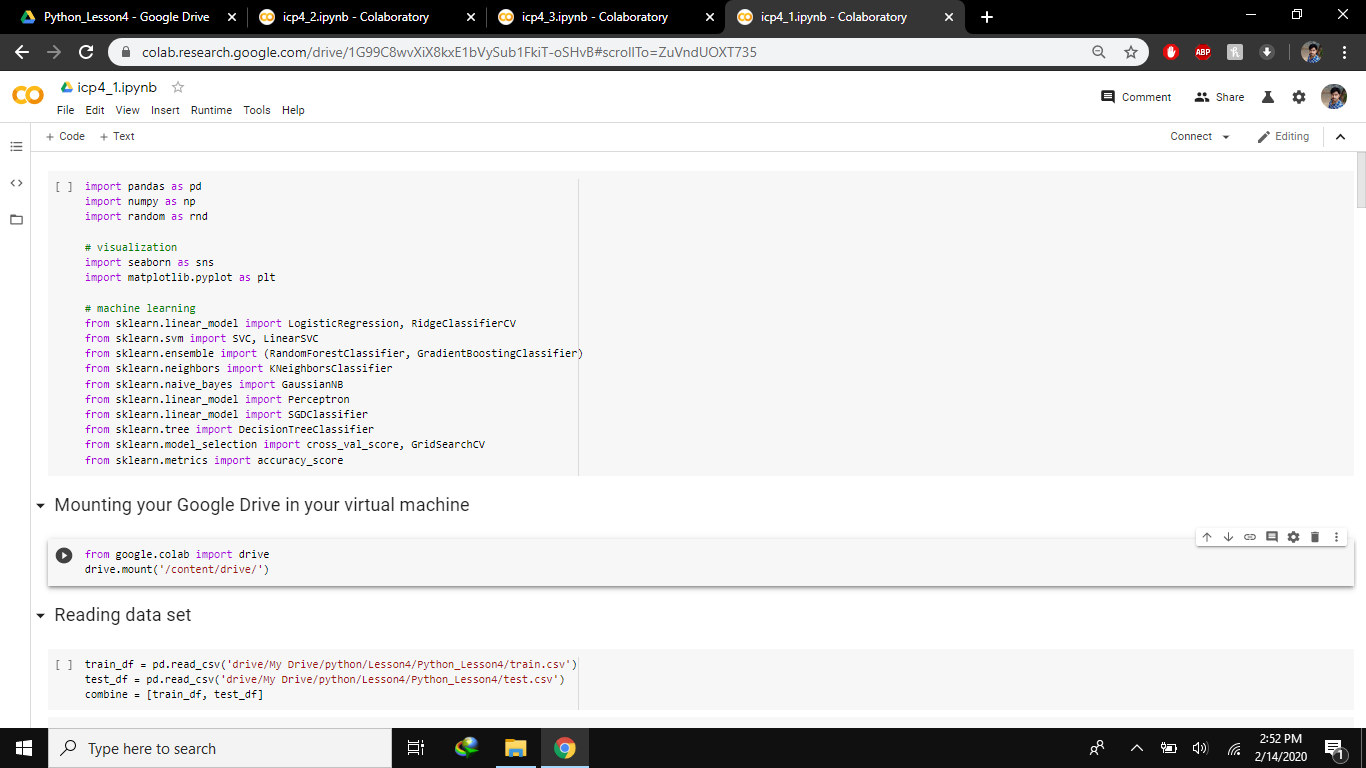 Python_Lesson4 - Google Drive
icp4_2.ipynb - Colaboratory
icp4_3.ipynb - Colaboratory
icp4_1.ipynb - Colaboratory
colab.research.google.com/drive/1G99C8wvXiX8kxE1bVySub1FkiT-oSHvB#scrollTo=ZuVndUOXT735
ABP
icp4_1.ipynb
File Edit View Insert Runtime Tools Help
Comment Share
+ Code + Text
Connect Editing
[ ] import pandas as pd
import numpy as np
import random as rnd
# visualization
import seaborn as sns
import matplotlib.pyplot as plt
# machine learning
from sklearn.linear_model import LogisticRegression, RidgeClassifierCV
from sklearn.svm import SVC, LinearSVC
from sklearn.ensemble import (RandomForestClassifier, GradientBoostingClassifier)
from sklearn.neighbors import KNeighborsClassifier
from sklearn.naive_bayes import GaussianNB
from sklearn.linear_model import Perceptron
from sklearn.linear_model import SGDClassifier
from sklearn.tree import DecisionTreeClassifier
from sklearn.model_selection import cross_val_score, GridSearchCV
from sklearn.metrics import accuracy_score
Mounting your Google Drive in your virtual machine
from google.colab import drive
drive.mount('/content/drive/')
Reading data set
[ ] train_df = pd.read_csv('drive/My Drive/python/Lesson4/Python_Lesson4/train.csv')
test_df = pd.read_csv('drive/My Drive/python/Lesson4/Python_Lesson4/test.csv')
combine = [train_df, test_df]
Type here to search
2:52 PM
2/14/2020
1